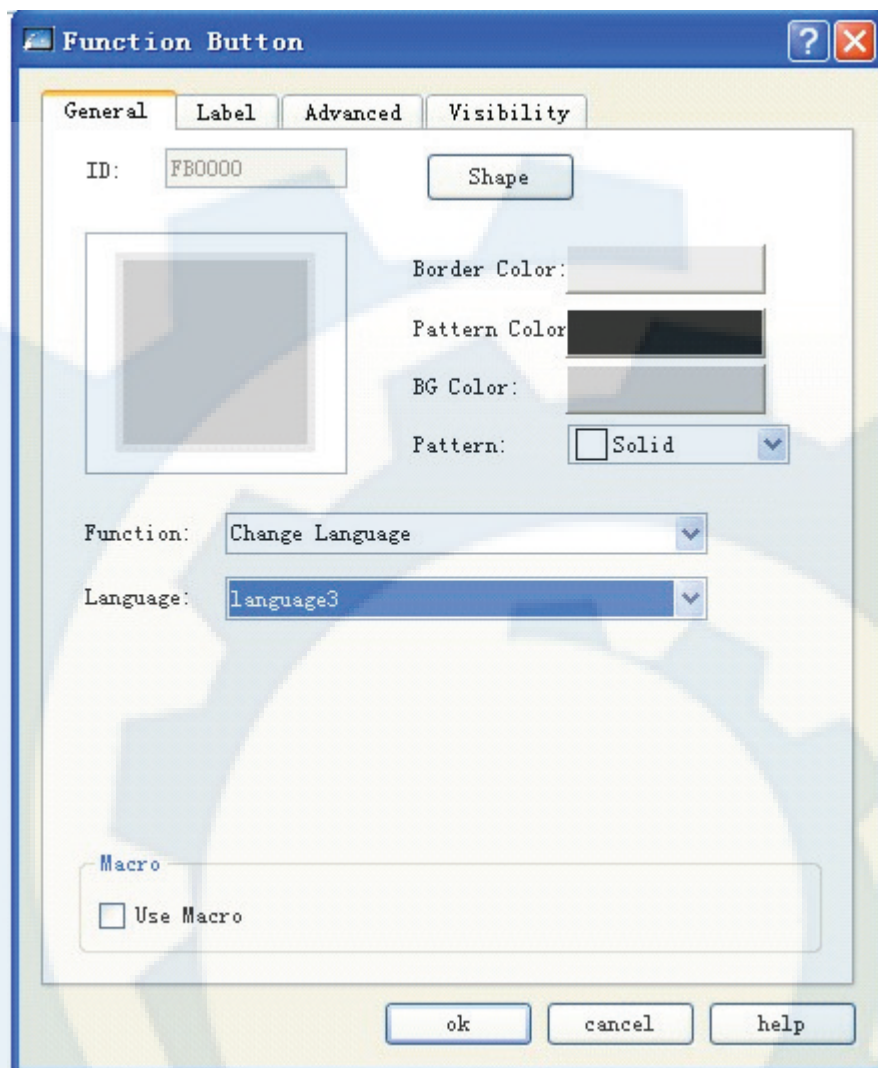 Function Button
General Label Advanced Visibility
ID: FB0000 Shape
Border Color:
Pattern Color
BG Color:
Pattern: Solid
Function: Change Language
Language: language3
Macro
Use Macro
ok cancel help